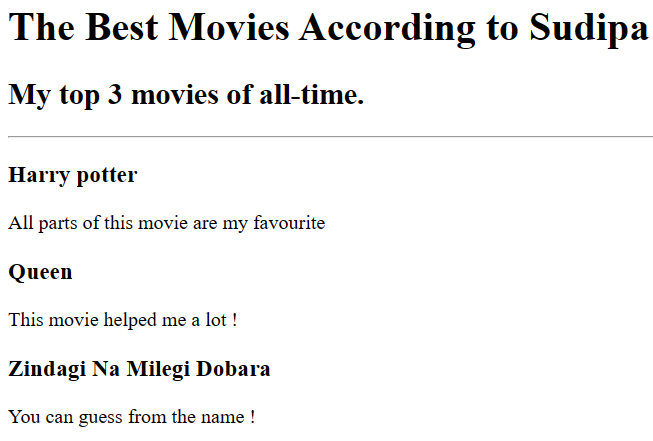 The Best Movies According to Sudipa
My top 3 movies of all-time.
Harry potter
All parts of this movie are my favourite
Queen
This movie helped me a lot !
Zindagi Na Milegi Dobara
You can guess from the name !